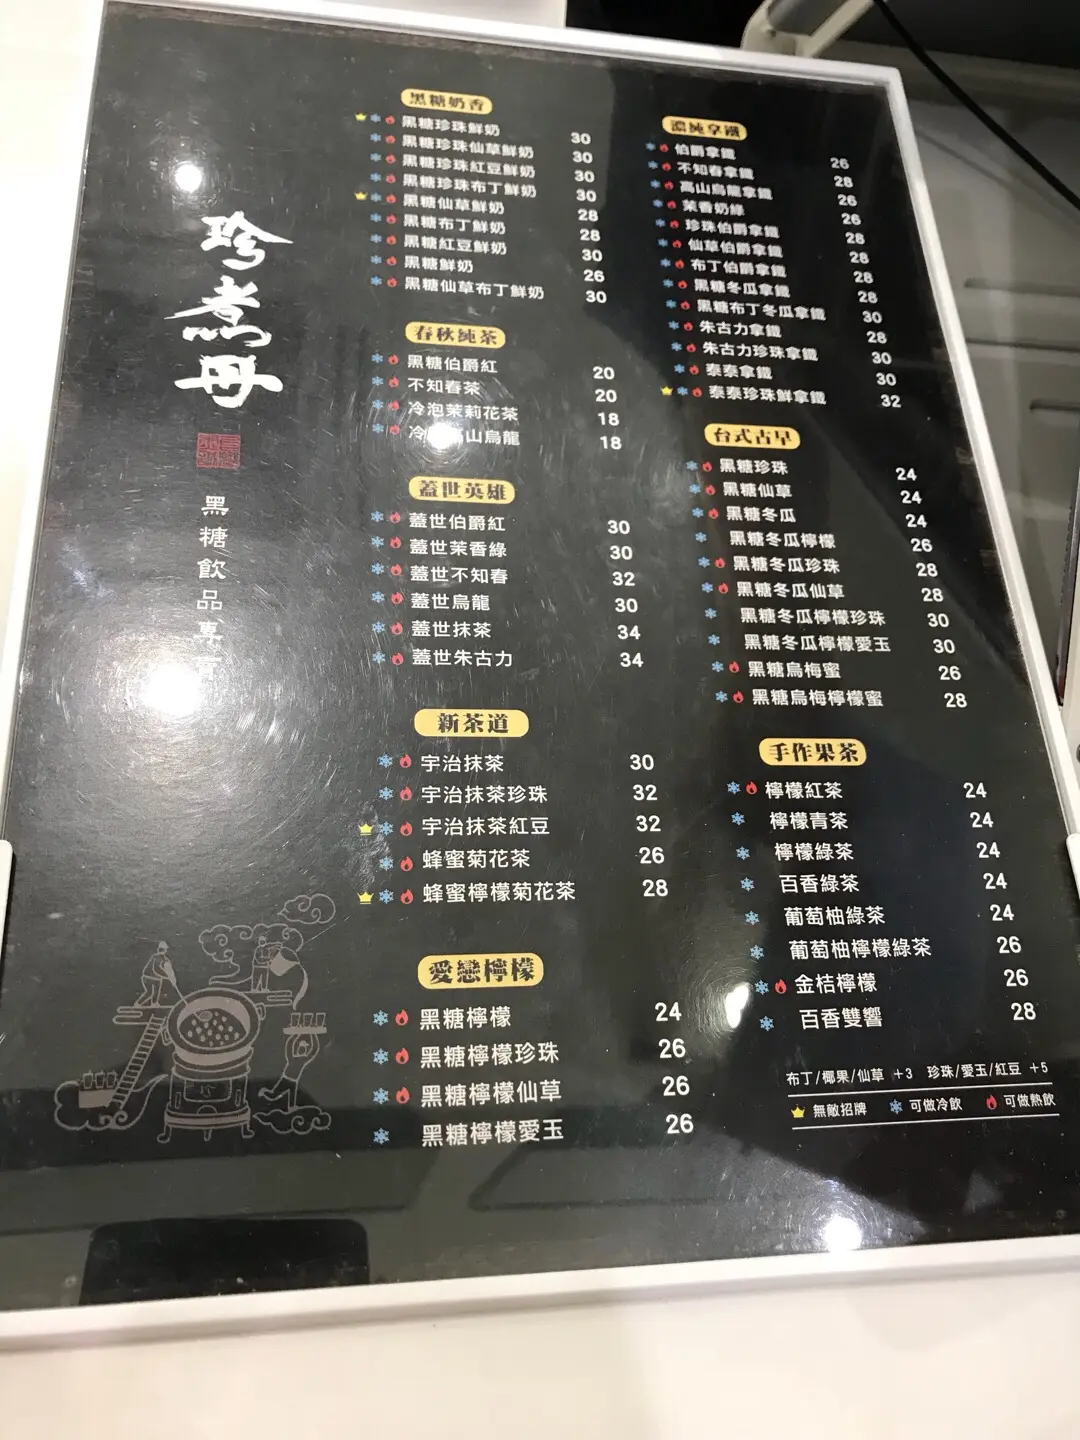 珍煮丹
黑糖飲品專
黑糖奶香
黑糖珍珠鮮奶 30
黑糖珍珠仙草鮮奶 30
黑糖珍珠紅豆鮮奶 30
黑糖珍珠布丁鮮奶 30
黑糖仙草鮮奶 28
黑糖布丁鮮奶 28
黑糖紅豆鮮奶 30
黑糖鮮奶 26
黑糖仙草布丁鮮奶 30
春秋純茶
黑糖伯爵紅 20
不知春茶 20
冷泡茉莉花茶 18
冷 高山烏龍 18
蓋世英雄
蓋世伯爵紅 30
蓋世茉香綠 30
蓋世不知春 32
蓋世烏龍 30
蓋世抹茶 34
蓋世朱古力 34
新茶道
宇治抹茶 30
宇治抹茶珍珠 32
宇治抹茶紅豆 32
蜂蜜菊花茶 26
蜂蜜檸檬菊花茶 28
愛戀檸檬
黑糖檸檬 24
黑糖檸檬珍珠 26
黑糖檸檬仙草 26
黑糖檸檬愛玉 26
濃純拿鐵
伯爵拿鐵 26
不知春拿鐵 28
高山烏龍拿鐵 26
茉香奶綠 26
珍珠伯爵拿鐵 28
仙草伯爵拿鐵 28
布丁伯爵拿鐵 28
黑糖冬瓜拿鐵 28
黑糖布丁冬瓜拿鐵 30
朱古力拿鐵 28
朱古力珍珠拿鐵 30
泰泰拿鐵 30
泰泰珍珠鮮拿鐵 32
台式古早
黑糖珍珠 24
黑糖仙草 24
黑糖冬瓜 24
黑糖冬瓜檸檬 26
黑糖冬瓜珍珠 28
黑糖冬瓜仙草 28
黑糖冬瓜檸檬珍珠 30
黑糖冬瓜檸檬愛玉 30
黑糖烏梅蜜 26
黑糖烏梅檸檬蜜 28
手作果茶
檸檬紅茶 24
檸檬青茶 24
檸檬綠茶 24
百香綠茶 24
葡萄柚綠茶 24
葡萄柚檸檬綠茶 26
金桔檸檬 26
百香雙響 28
布丁/椰果/仙草 +3 珍珠/愛玉/紅豆 +5
無敵招牌 可做冷飲 可做熱飲